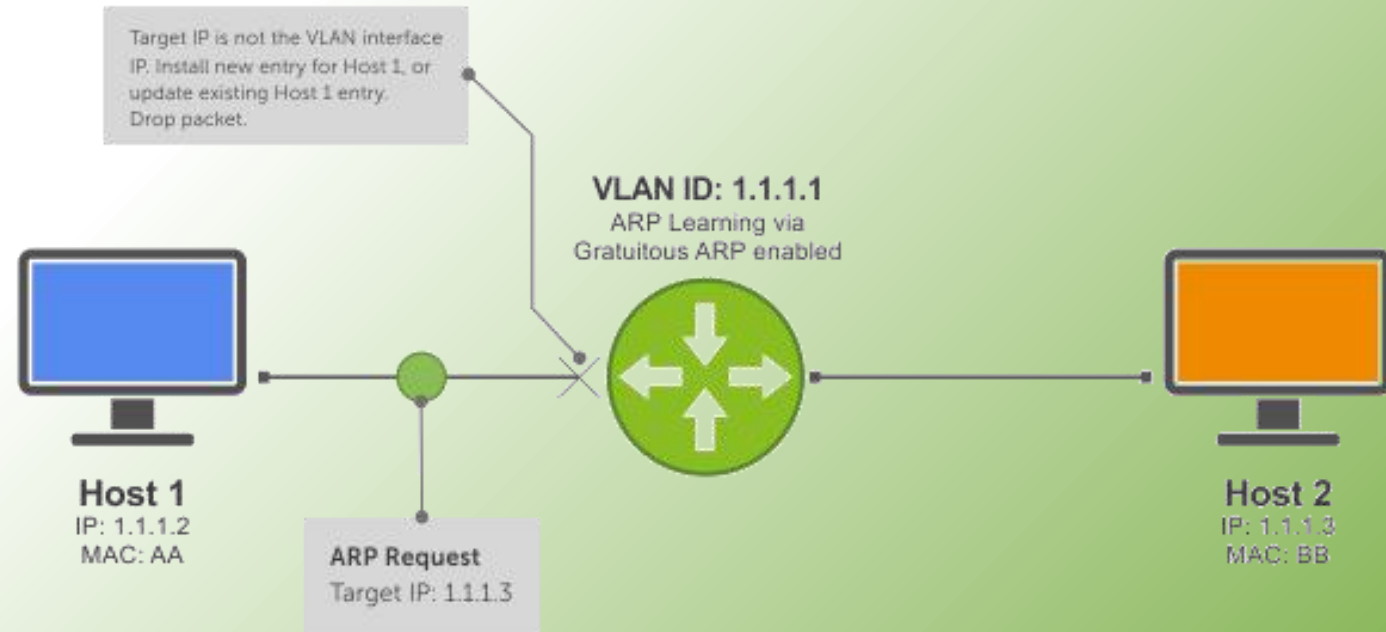 Target IP is not the VLAN interface
IP. Install new entry for Host 1, or
update existing Host 1 entry.
Drop packet.
VLAN ID: 1.1.1.1
ARP Learning via
Gratuitous ARP enabled
Host 1
IP: 1.1.1.2
MAC: AA
ARP Request
Target IP: 1.1.1.3
Host 2
IP: 1.1.1.3
MAC: BB